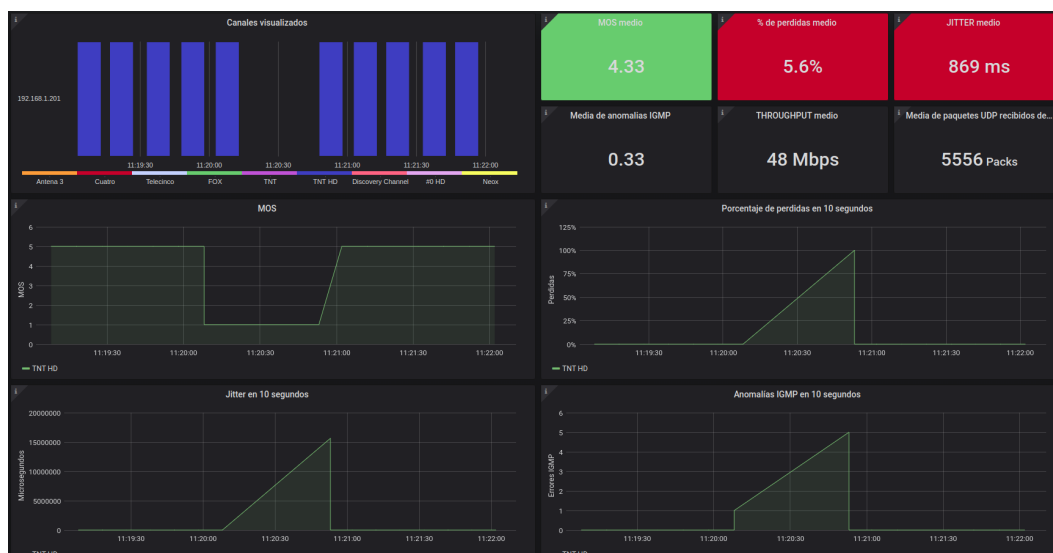 Canales visualizados
192.168.1.201
11:19:30 11:20:00 11:20:30 11:21:00 11:21:30 11:22:00
Antena 3 Cuatro Telecinco FOX TNT TNT HD Discovery Channel #0 HD Neox
MOS medio
4.33
% de perdidas medio
5.6%
JITTER medio
869 ms
Media de anomalías IGMP
0.33
THROUGHPUT medio
48 Mbps
Media de paquetes UDP recibidos de...
5556 Packs
MOS
6
5
4
3
2
1
0
MOS
11:19:30 11:20:00 11:20:30 11:21:00 11:21:30 11:22:00
TNT HD
Porcentaje de perdidas en 10 segundos
125%
100%
75%
50%
25%
0%
Perdidas
11:19:30 11:20:00 11:20:30 11:21:00 11:21:30 11:22:00
TNT HD
Jitter en 10 segundos
20000000
15000000
10000000
5000000
0
Microsegundos
11:19:30 11:20:00 11:20:30 11:21:00 11:21:30 11:22:00
TNT HD
Anomalías IGMP en 10 segundos
6
5
4
3
2
1
0
Errores IGMP
11:19:30 11:20:00 11:20:30 11:21:00 11:21:30 11:22:00
TNT HD